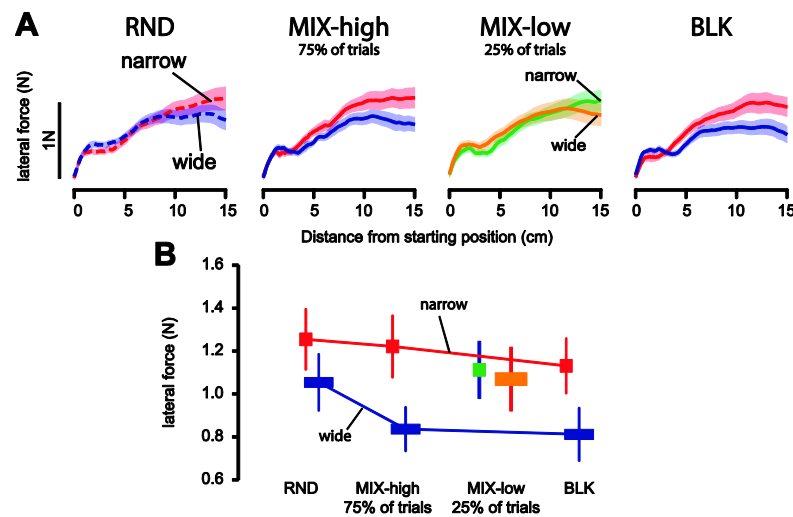 A
RND
MIX-high
75% of trials
MIX-low
25% of trials
BLK
narrow
wide
narrow
wide
lateral force (N)
1N
0 5 10 15
0 5 10 15
0 5 10 15
0 5 10 15
Distance from starting position (cm)
B
lateral force (N)
1.6
1.4
1.2
1.0
0.8
0.6
narrow
wide
RND
MIX-high
75% of trials
MIX-low
25% of trials
BLK